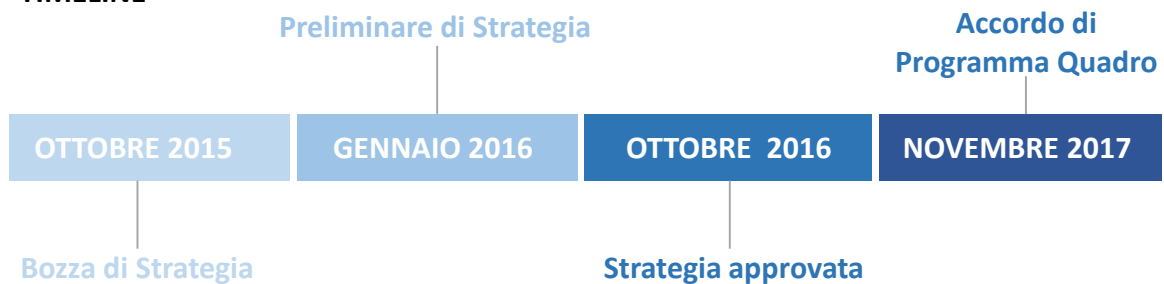 TIMELINE
Preliminare di Strategia
Accordo di
Programma Quadro
OTTOBRE 2015
GENNAIO 2016
OTTOBRE 2016
NOVEMBRE 2017
Bozza di Strategia
Strategia approvata